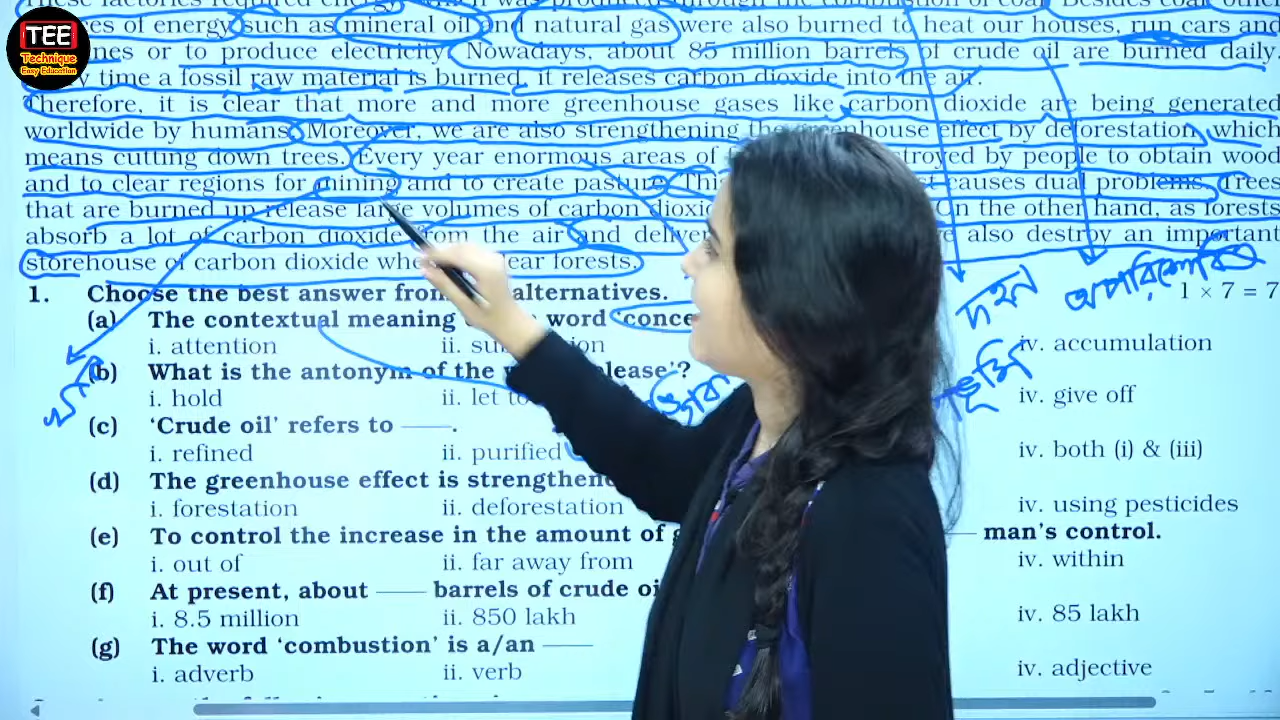 TEE
Technique
Easy Education
These factories required energy which was produced through the combustion of coal. Besides coal other
es of energy such as mineral oil and natural gas were also burned to heat our houses, run cars and
nes or to produce electricity. Nowadays, about 85 million barrels of crude oil are burned daily.
time a fossil raw material is burned, it releases carbon dioxide into the air.
Therefore, it is clear that more and more greenhouse gases like carbon dioxide are being generated
worldwide by humans. Moreover, we are also strengthening the greenhouse effect by deforestation, which
means cutting down trees. Every year enormous areas of troyed by people to obtain wood
and to clear regions for mining and to create pasture. Thi causes dual problems. Trees
that are burned up release large volumes of carbon dioxi On the other hand, as forests
absorb a lot of carbon dioxide from the air and deliver also destroy an important
storehouse of carbon dioxide whe lear forests.
1. Choose the best answer from alternatives. 1 × 7 = 7
(a) The contextual meaning word 'conce
i. attention ii. sus ion iv. accumulation
দহন
(b) What is the antonym of the elease'?
i. hold ii. let iv. give off
(c) 'Crude oil' refers to ——.
i. refined ii. purified iv. both (i) & (iii)
(d) The greenhouse effect is strengthene
i. forestation ii. deforestation iv. using pesticides
(e) To control the increase in the amount of g —— man's control.
i. out of ii. far away from iv. within
(f) At present, about —— barrels of crude oi
i. 8.5 million ii. 850 lakh iv. 85 lakh
(g) The word 'combustion' is a/an ——
i. adverb ii. verb iv. adjective